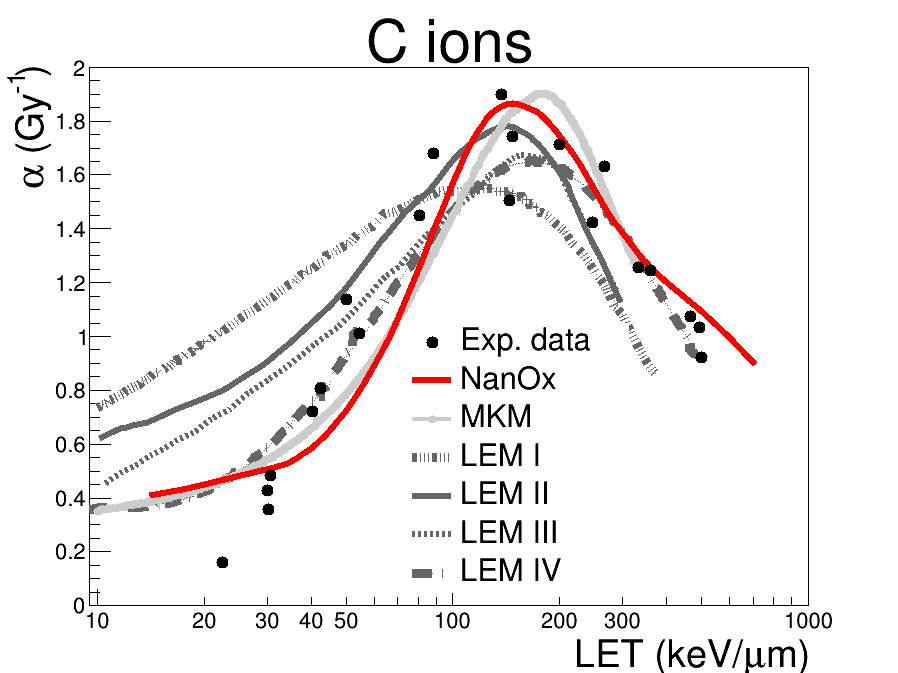 C ions
α (Gy⁻¹)
2
1.8
1.6
1.4
1.2
1
0.8
0.6
0.4
0.2
0
Exp. data
NanOx
MKM
LEM I
LEM II
LEM III
LEM IV
10 20 30 40 50 100 200 300 1000
LET (keV/μm)